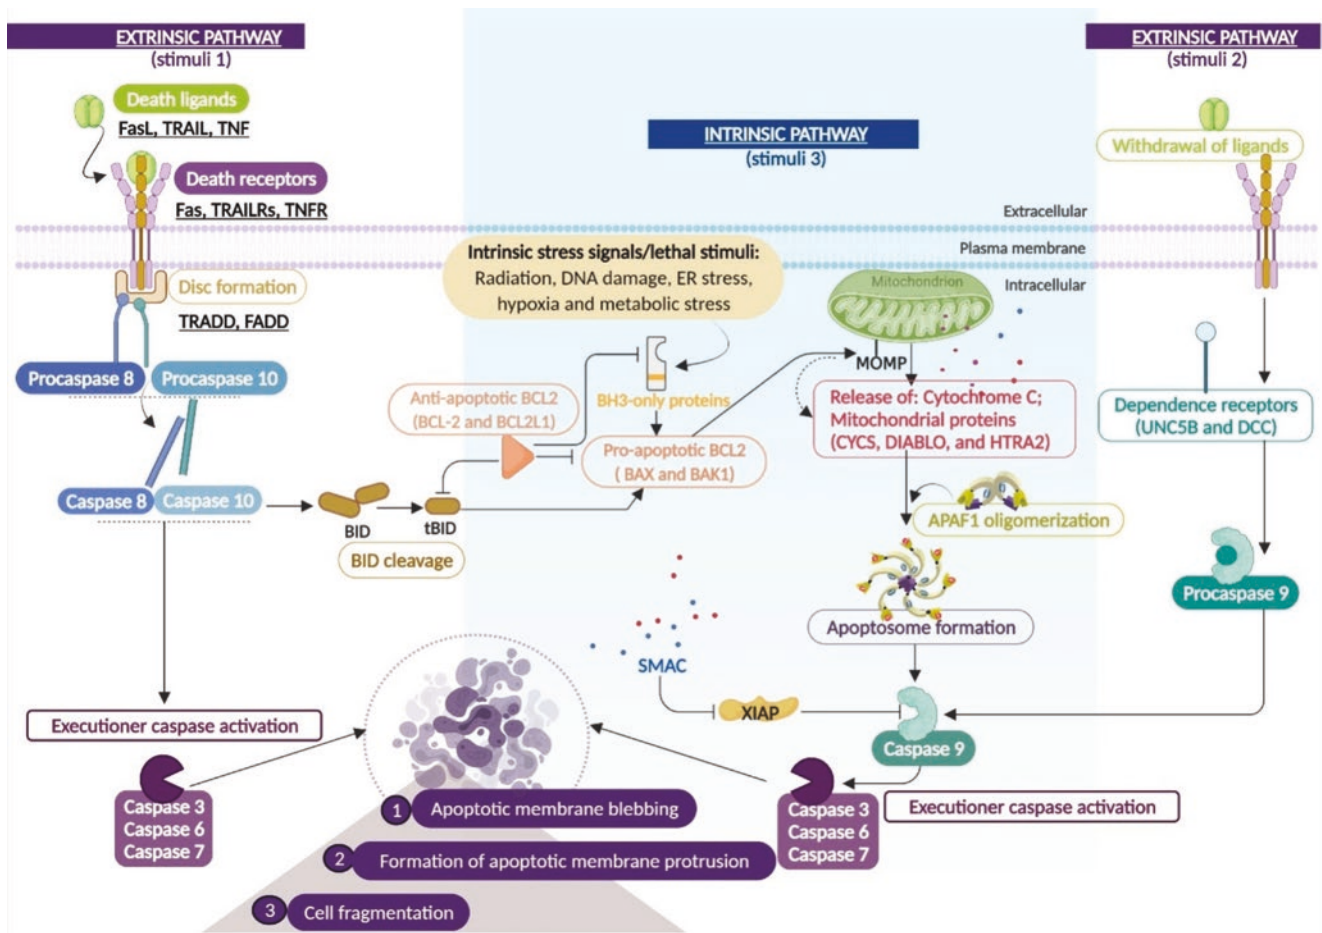 EXTRINSIC PATHWAY
(stimuli 1)
Death ligands
FasL, TRAIL, TNF
Death receptors
Fas, TRAILRs, TNFR
Disc formation
TRADD, FADD
Procaspase 8
Procaspase 10
Caspase 8
Caspase 10
BID
tBID
BID cleavage
Executioner caspase activation
Caspase 3
Caspase 6
Caspase 7
INTRINSIC PATHWAY
(stimuli 3)
Intrinsic stress signals/lethal stimuli:
Radiation, DNA damage, ER stress,
hypoxia and metabolic stress
Anti-apoptotic BCL2
(BCL-2 and BCL2L1)
BH3-only proteins
Pro-apoptotic BCL2
( BAX and BAK1)
Extracellular
Plasma membrane
Intracellular
Mitochondrion
MOMP
Release of: Cytochrome C;
Mitochondrial proteins
(CYCS, DIABLO, and HTRA2)
APAF1 oligomerization
Apoptosome formation
SMAC
XIAP
Caspase 9
Executioner caspase activation
Caspase 3
Caspase 6
Caspase 7
EXTRINSIC PATHWAY
(stimuli 2)
Withdrawal of ligands
Dependence receptors
(UNC5B and DCC)
Procaspase 9
1 Apoptotic membrane blebbing
2 Formation of apoptotic membrane protrusion
3 Cell fragmentation